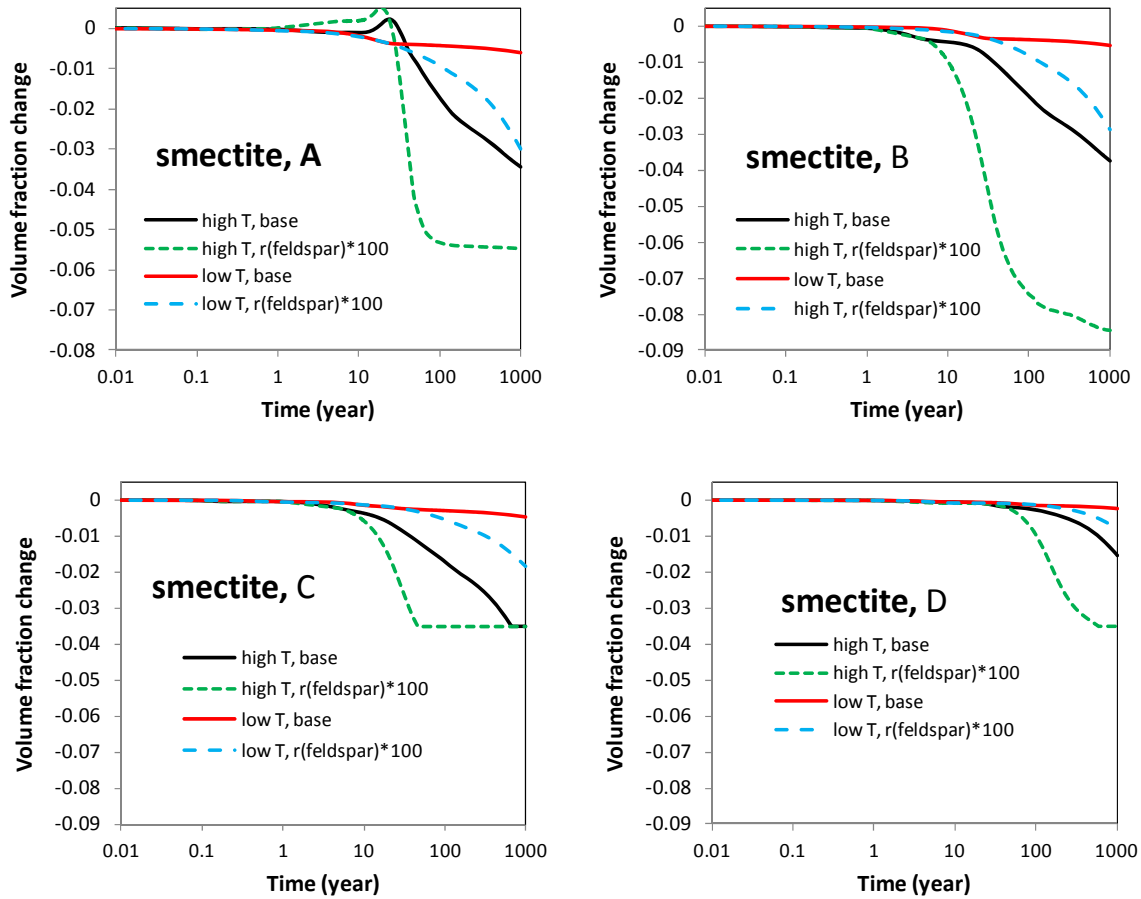 0
-0.01
-0.02
-0.03
-0.04
-0.05
-0.06
-0.07
-0.08
Volume fraction change
smectite, A
high T, base
high T, r(feldspar)*100
low T, base
low T, r(feldspar)*100
0.01 0.1 1 10 100 1000
Time (year)
0
-0.01
-0.02
-0.03
-0.04
-0.05
-0.06
-0.07
-0.08
-0.09
Volume fraction change
smectite, B
high T, base
high T, r(feldspar)*100
low T, base
high T, r(feldspar)*100
0.01 0.1 1 10 100 1000
Time (year)
0
-0.01
-0.02
-0.03
-0.04
-0.05
-0.06
-0.07
-0.08
-0.09
Volume fraction change
smectite, C
high T, base
high T, r(feldspar)*100
low T, base
low T, r(feldspar)*100
0.01 0.1 1 10 100 1000
Time (year)
0
-0.01
-0.02
-0.03
-0.04
-0.05
-0.06
-0.07
-0.08
-0.09
Volume fraction change
smectite, D
high T, base
high T, r(feldspar)*100
low T, base
low T, r(feldspar)*100
0.01 0.1 1 10 100 1000
Time (year)